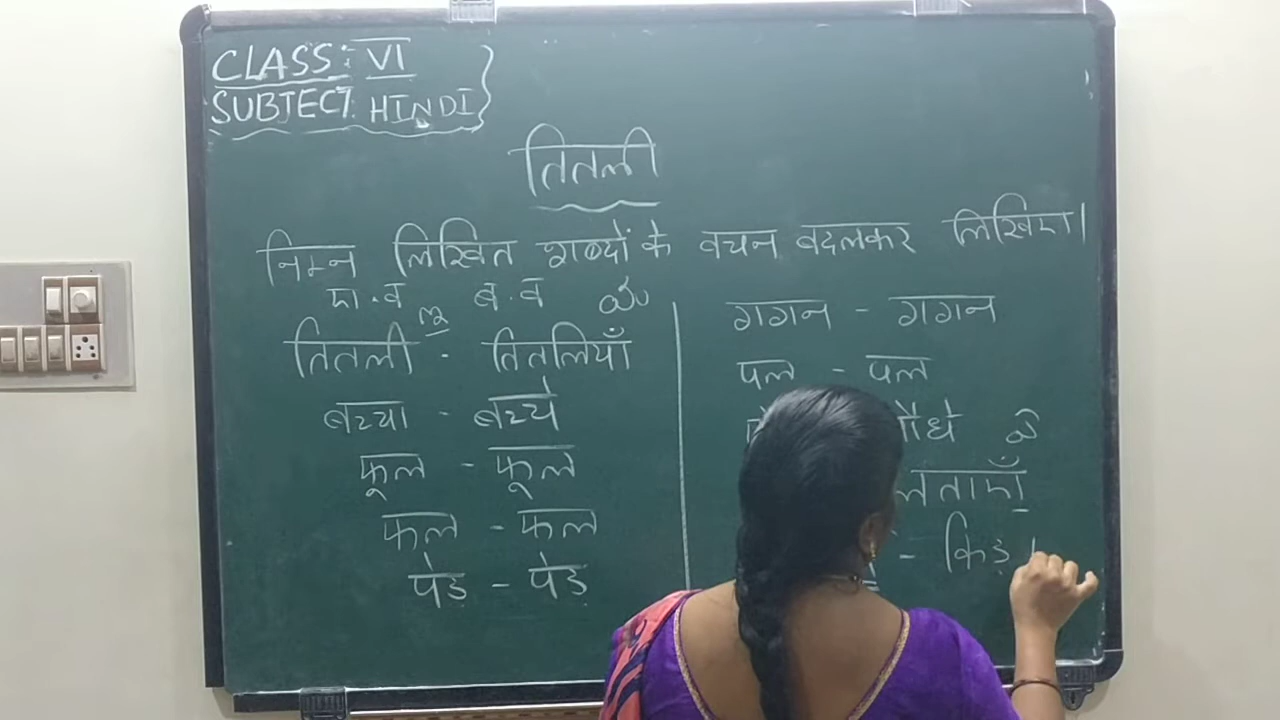 CLASS: VI
SUBJECT: HINDI
तितली
निम्न लिखित शब्दों के वचन बदलकर लिखिए।
ए.व ब.व
तितली - तितलियाँ
बच्चा - बच्चे
फूल - फूल
फल - फल
पेड़ - पेड़
गगन - गगन
पल - पल
पौधे
लताएँ
- किड़